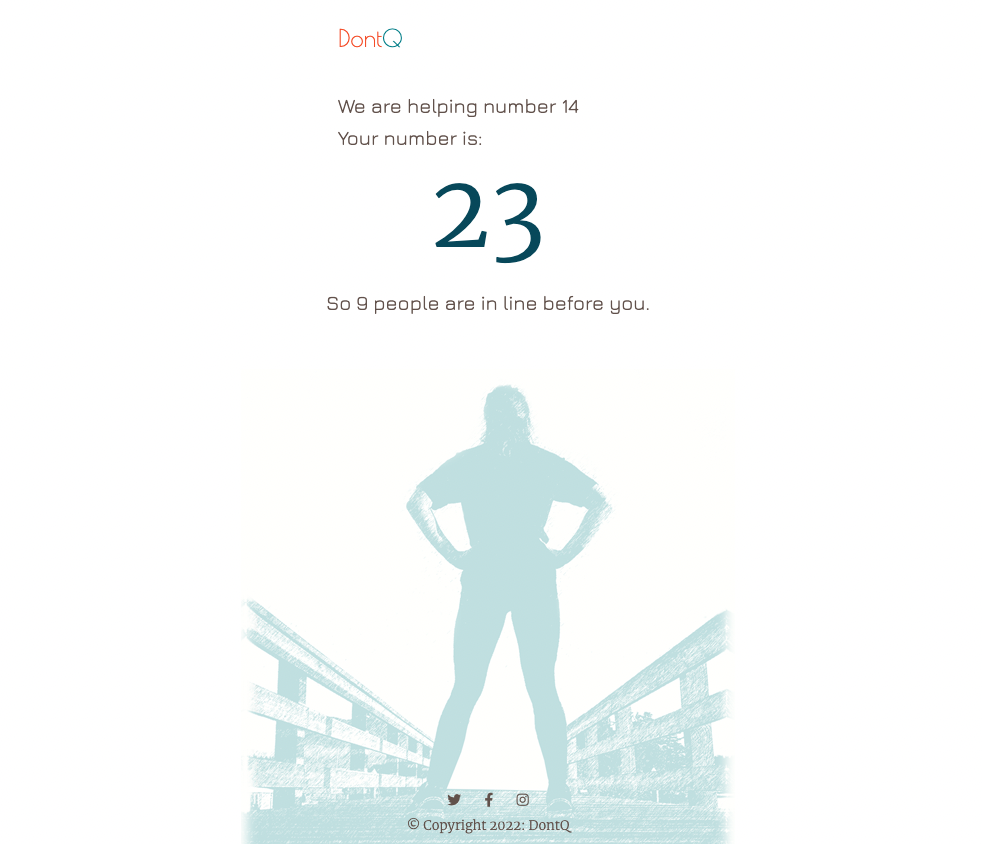 DontQ
We are helping number 14
Your number is:
23
So 9 people are in line before you.
© Copyright 2022: DontQ